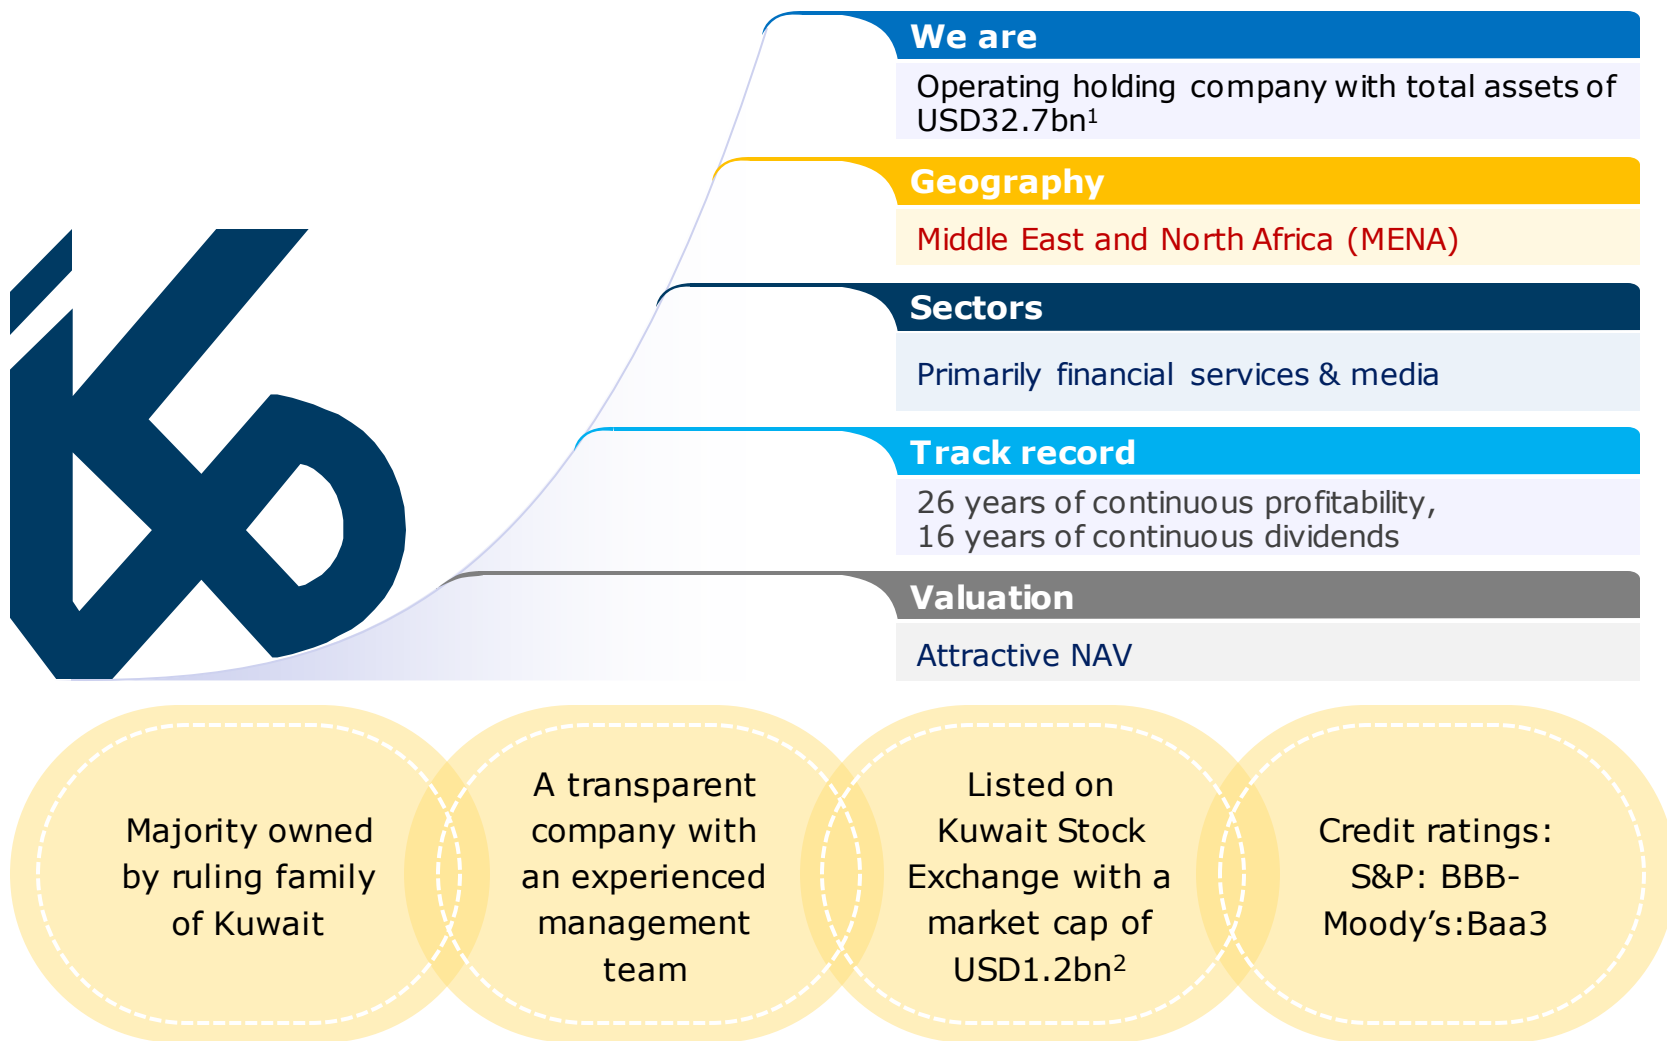 We are
Operating holding company with total assets of
USD32.7bn¹
Geography
Middle East and North Africa (MENA)
Sectors
Primarily financial services & media
Track record
26 years of continuous profitability,
16 years of continuous dividends
Valuation
Attractive NAV
Majority owned
by ruling family
of Kuwait
A transparent
company with
an experienced
management
team
Listed on
Kuwait Stock
Exchange with a
market cap of
USD1.2bn²
Credit ratings:
S&P: BBB-
Moody’s:Baa3